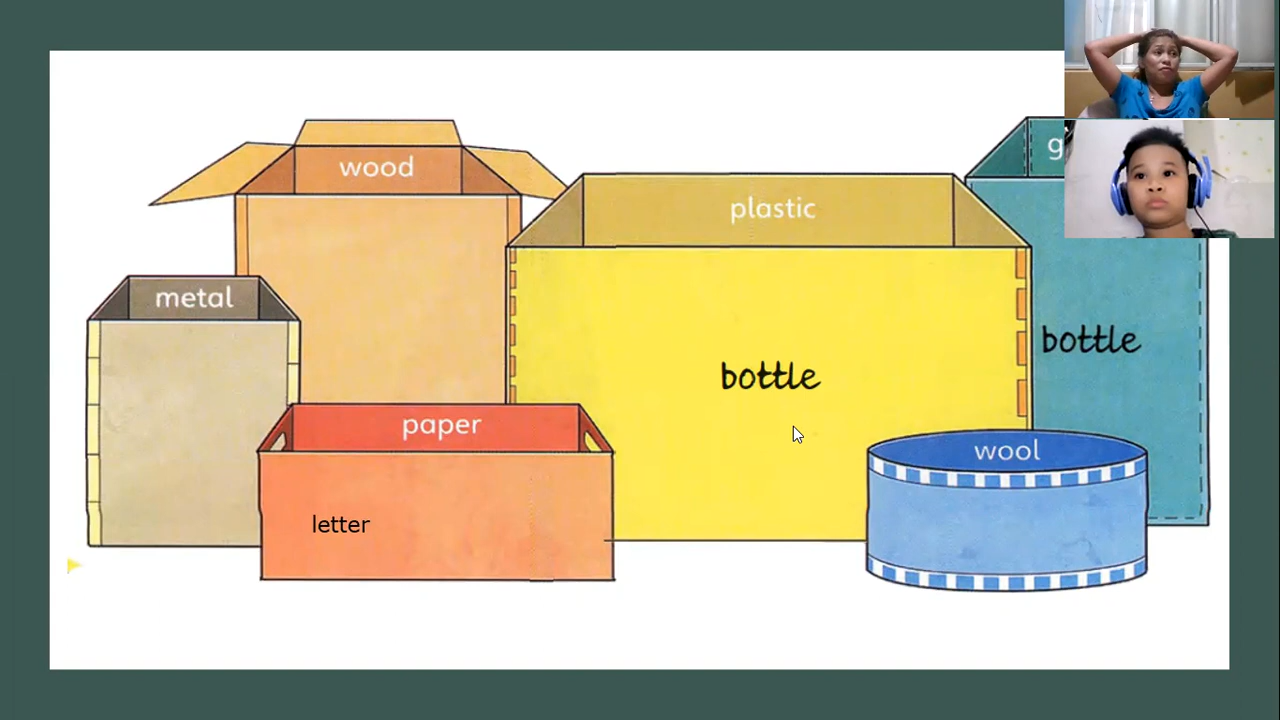 wood
plastic
metal
bottle
bottle
paper
wool
letter